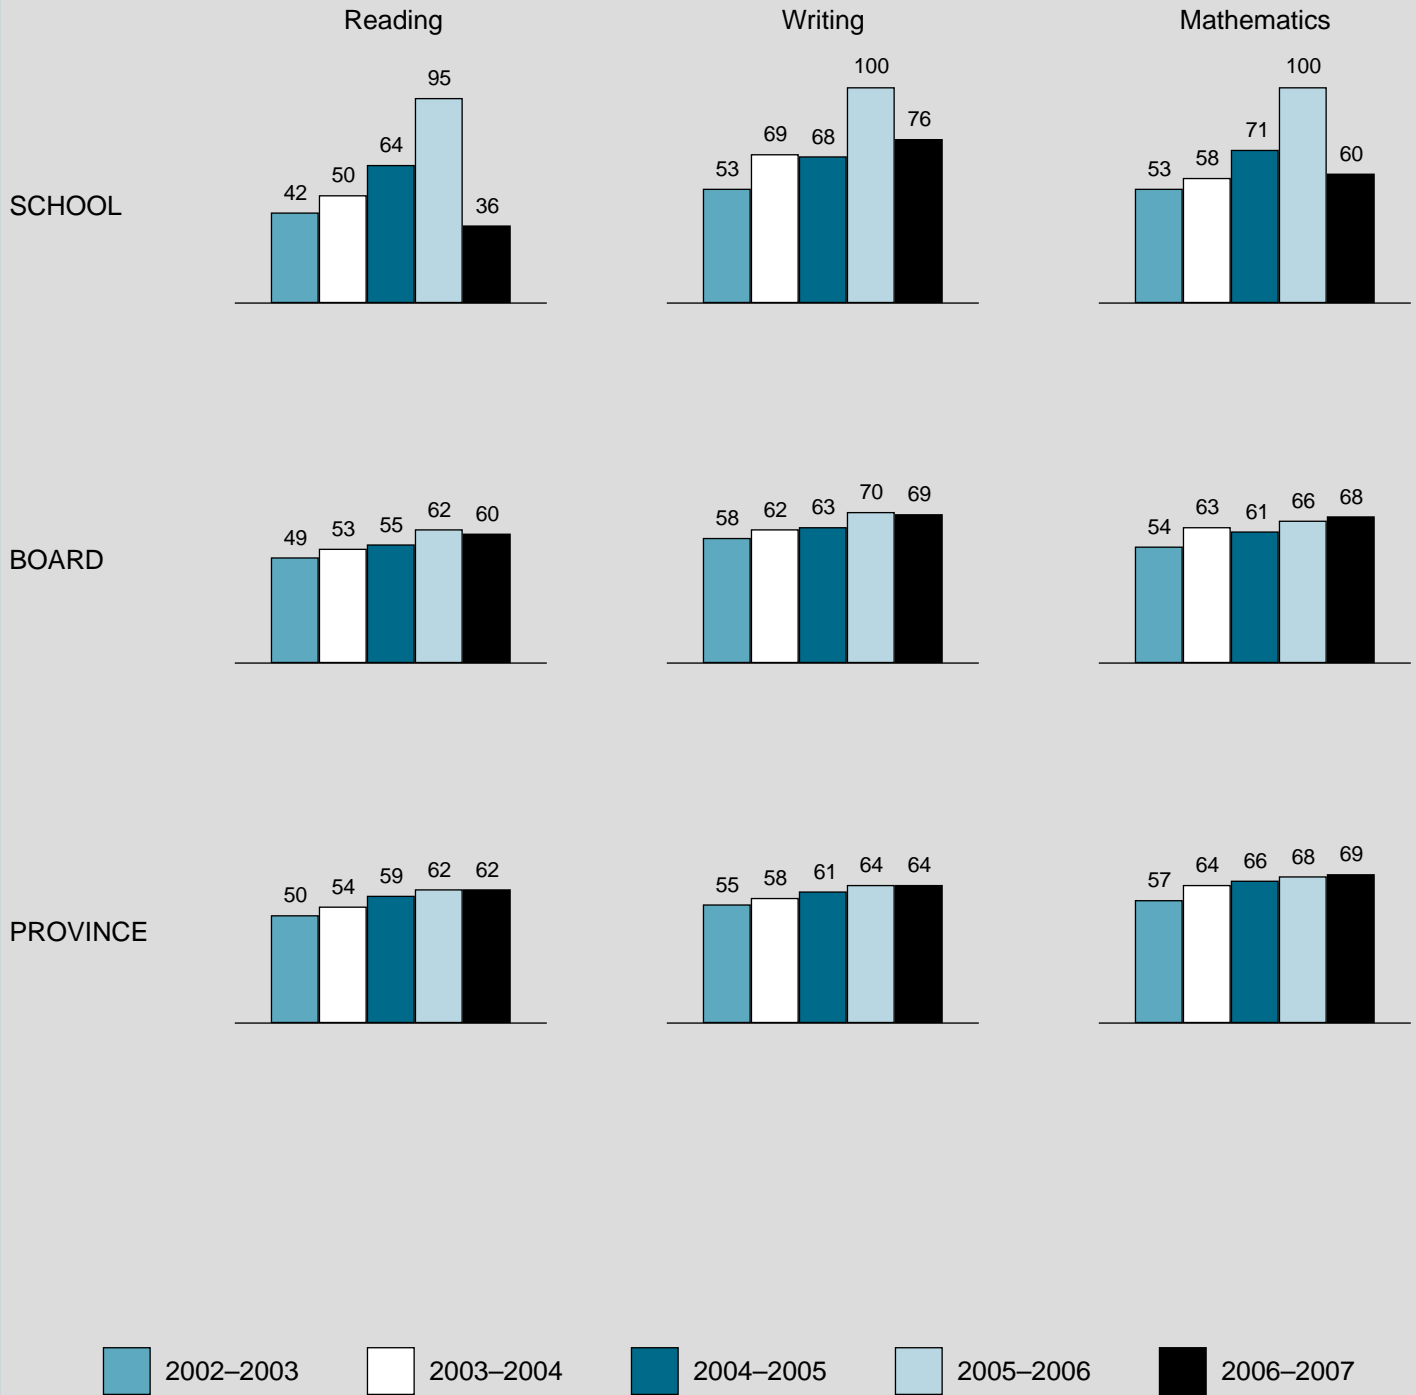 Reading Writing Mathematics
SCHOOL
42 50 64 95 36
53 69 68 100 76
53 58 71 100 60
BOARD
49 53 55 62 60
58 62 63 70 69
54 63 61 66 68
PROVINCE
50 54 59 62 62
55 58 61 64 64
57 64 66 68 69
2002–2003 2003–2004 2004–2005 2005–2006 2006–2007